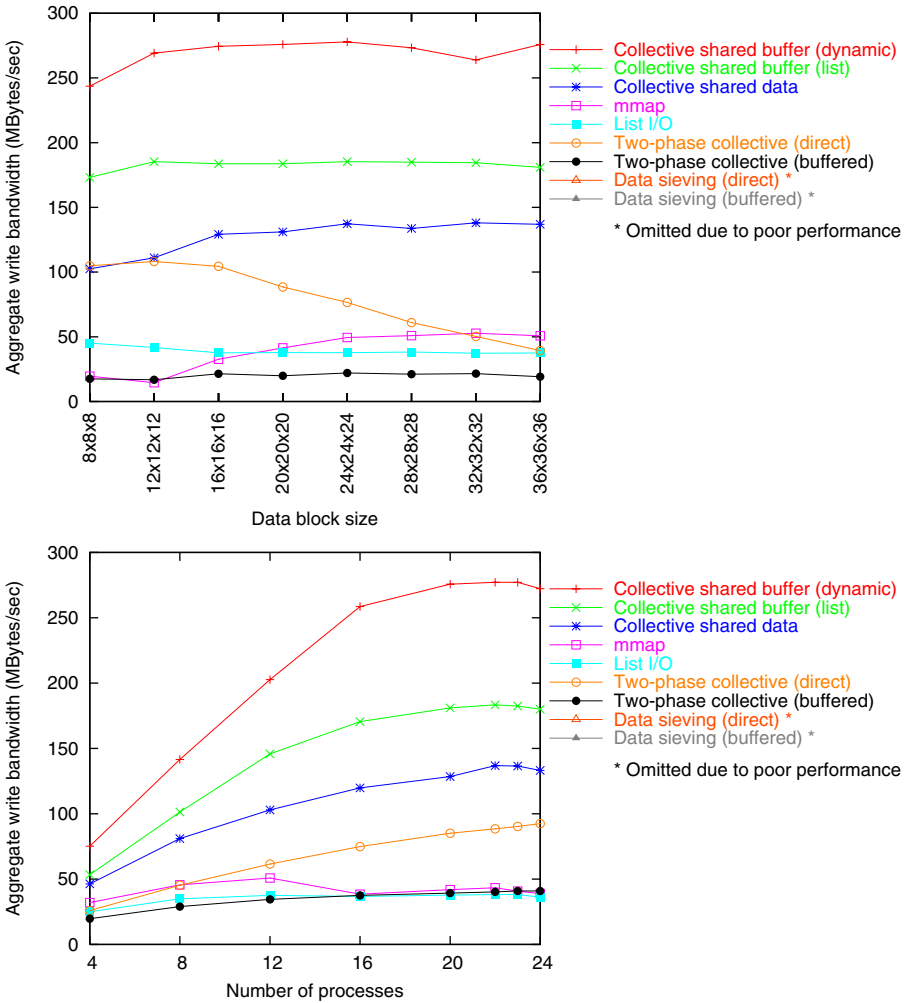 300
250
200
150
100
50
0
Aggregate write bandwidth (MBytes/sec)
8x8x8
12x12x12
16x16x16
20x20x20
24x24x24
28x28x28
32x32x32
36x36x36
Data block size
Collective shared buffer (dynamic)
Collective shared buffer (list)
Collective shared data
mmap
List I/O
Two-phase collective (direct)
Two-phase collective (buffered)
Data sieving (direct) *
Data sieving (buffered) *
* Omitted due to poor performance
300
250
200
150
100
50
0
Aggregate write bandwidth (MBytes/sec)
4
8
12
16
20
24
Number of processes
Collective shared buffer (dynamic)
Collective shared buffer (list)
Collective shared data
mmap
List I/O
Two-phase collective (direct)
Two-phase collective (buffered)
Data sieving (direct) *
Data sieving (buffered) *
* Omitted due to poor performance